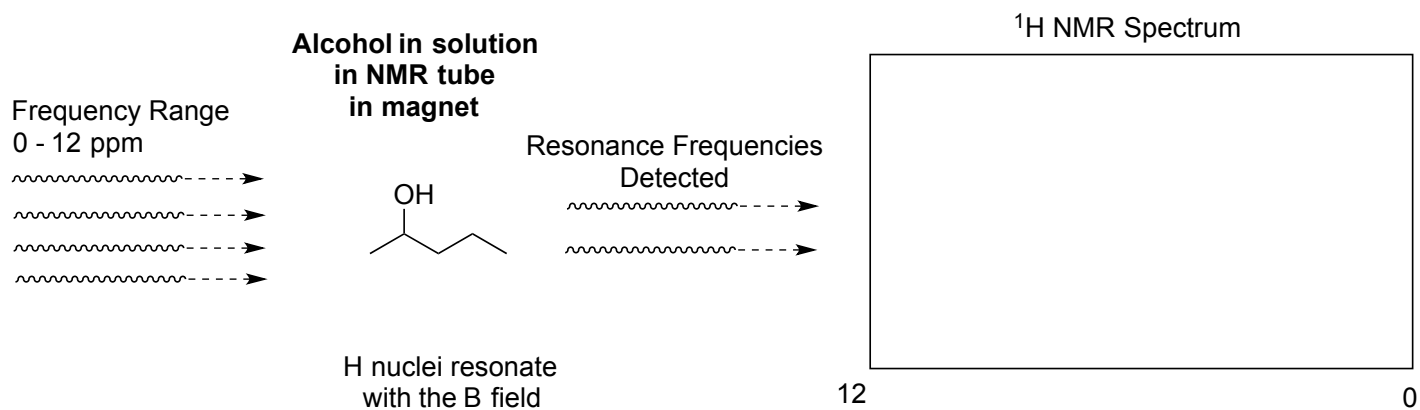 Alcohol in solution
in NMR tube
in magnet
Frequency Range
0 - 12 ppm
OH
H nuclei resonate
with the B field
Resonance Frequencies
Detected
¹H NMR Spectrum
12
0